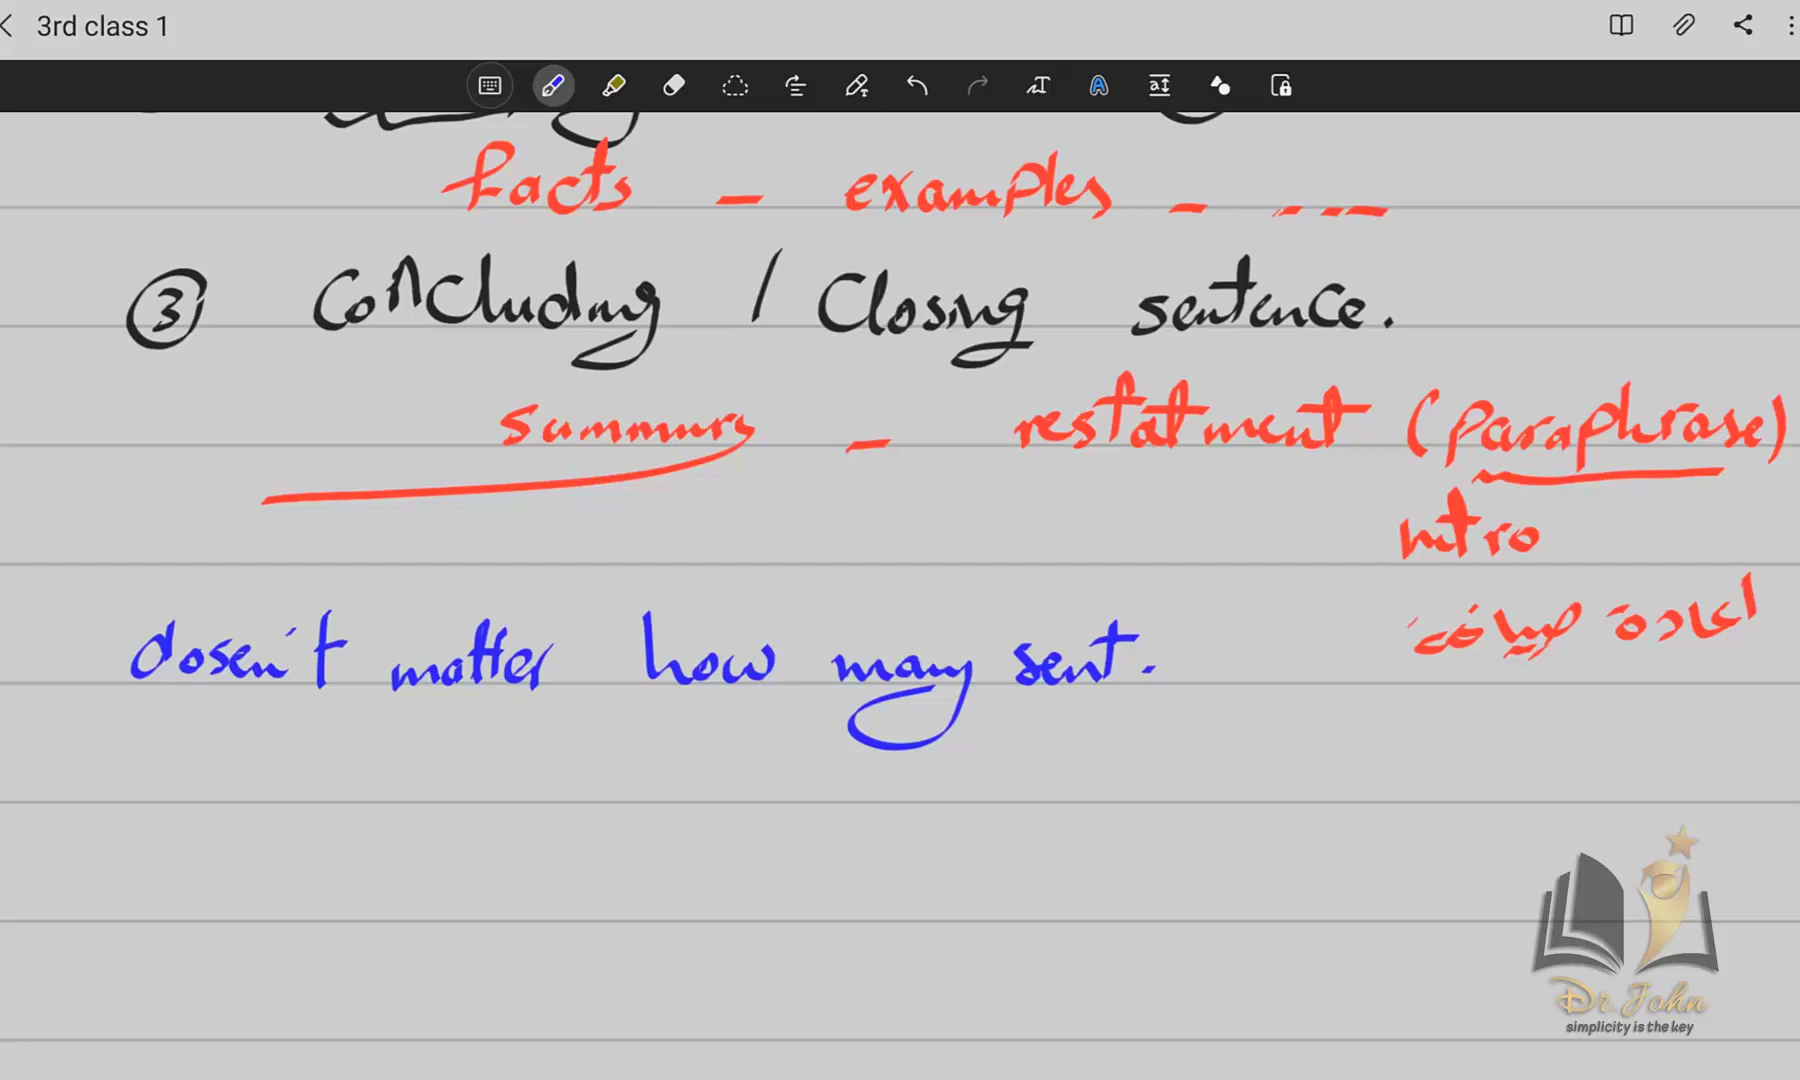 3rd class 1
facts - examples - ---
③ Concluding / Closing sentence.
summary - restatment (paraphrase)
intro
اعادة صياغة
dosen't matter how many sent.
Dr. John
simplicity is the key